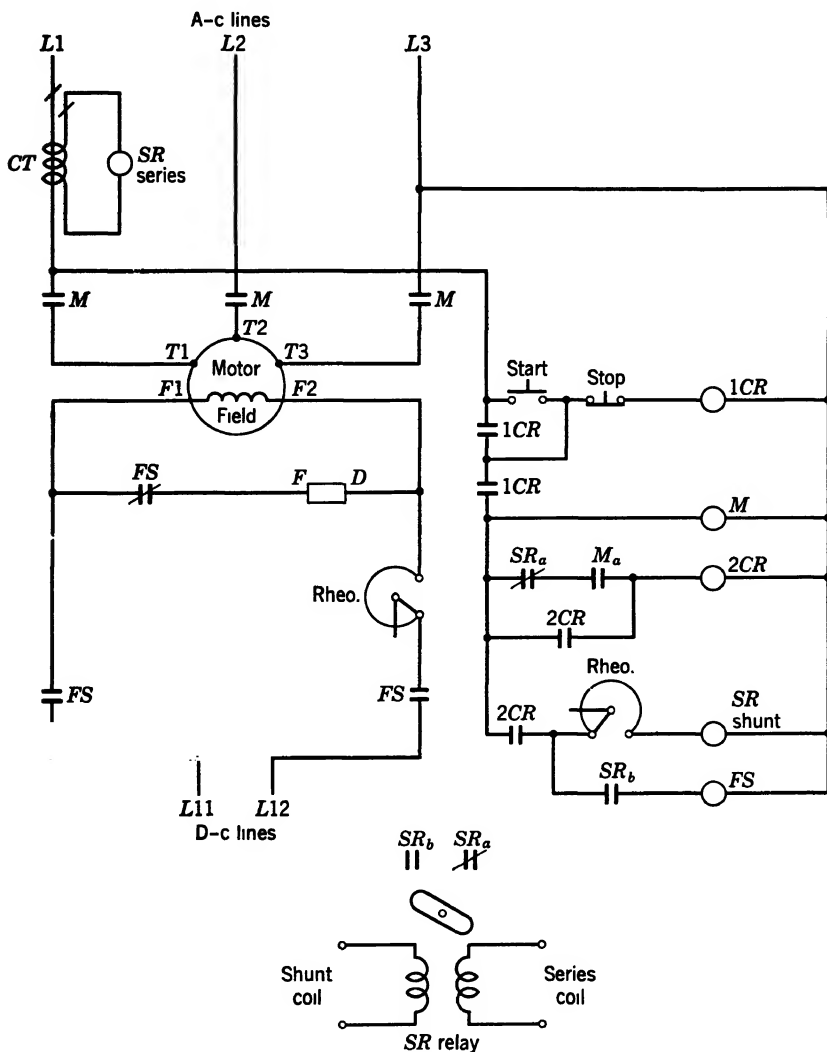 A-c lines
L1
L2
L3
CT
SR
series
M
M
M
T2
T1
T3
Motor
F1
F2
Field
Start
Stop
1CR
1CR
FS
F
D
1CR
M
SRa
Ma
2CR
Rheo.
2CR
Rheo.
FS
FS
2CR
SR
shunt
SRb
FS
L11
L12
D-c lines
SRb
SRa
Shunt
coil
Series
coil
SR relay